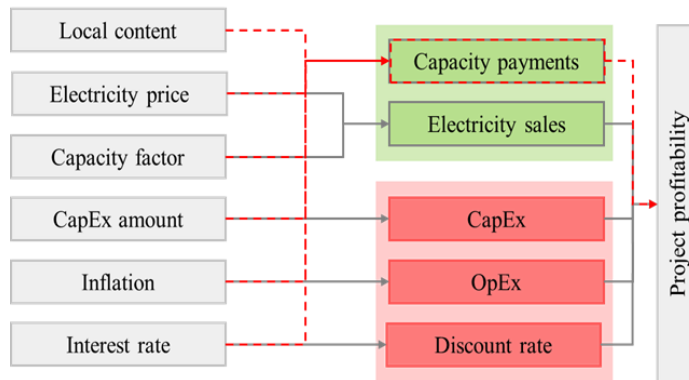 Local content
Electricity price
Capacity factor
CapEx amount
Inflation
Interest rate
Capacity payments
Electricity sales
CapEx
OpEx
Discount rate
Project profitability